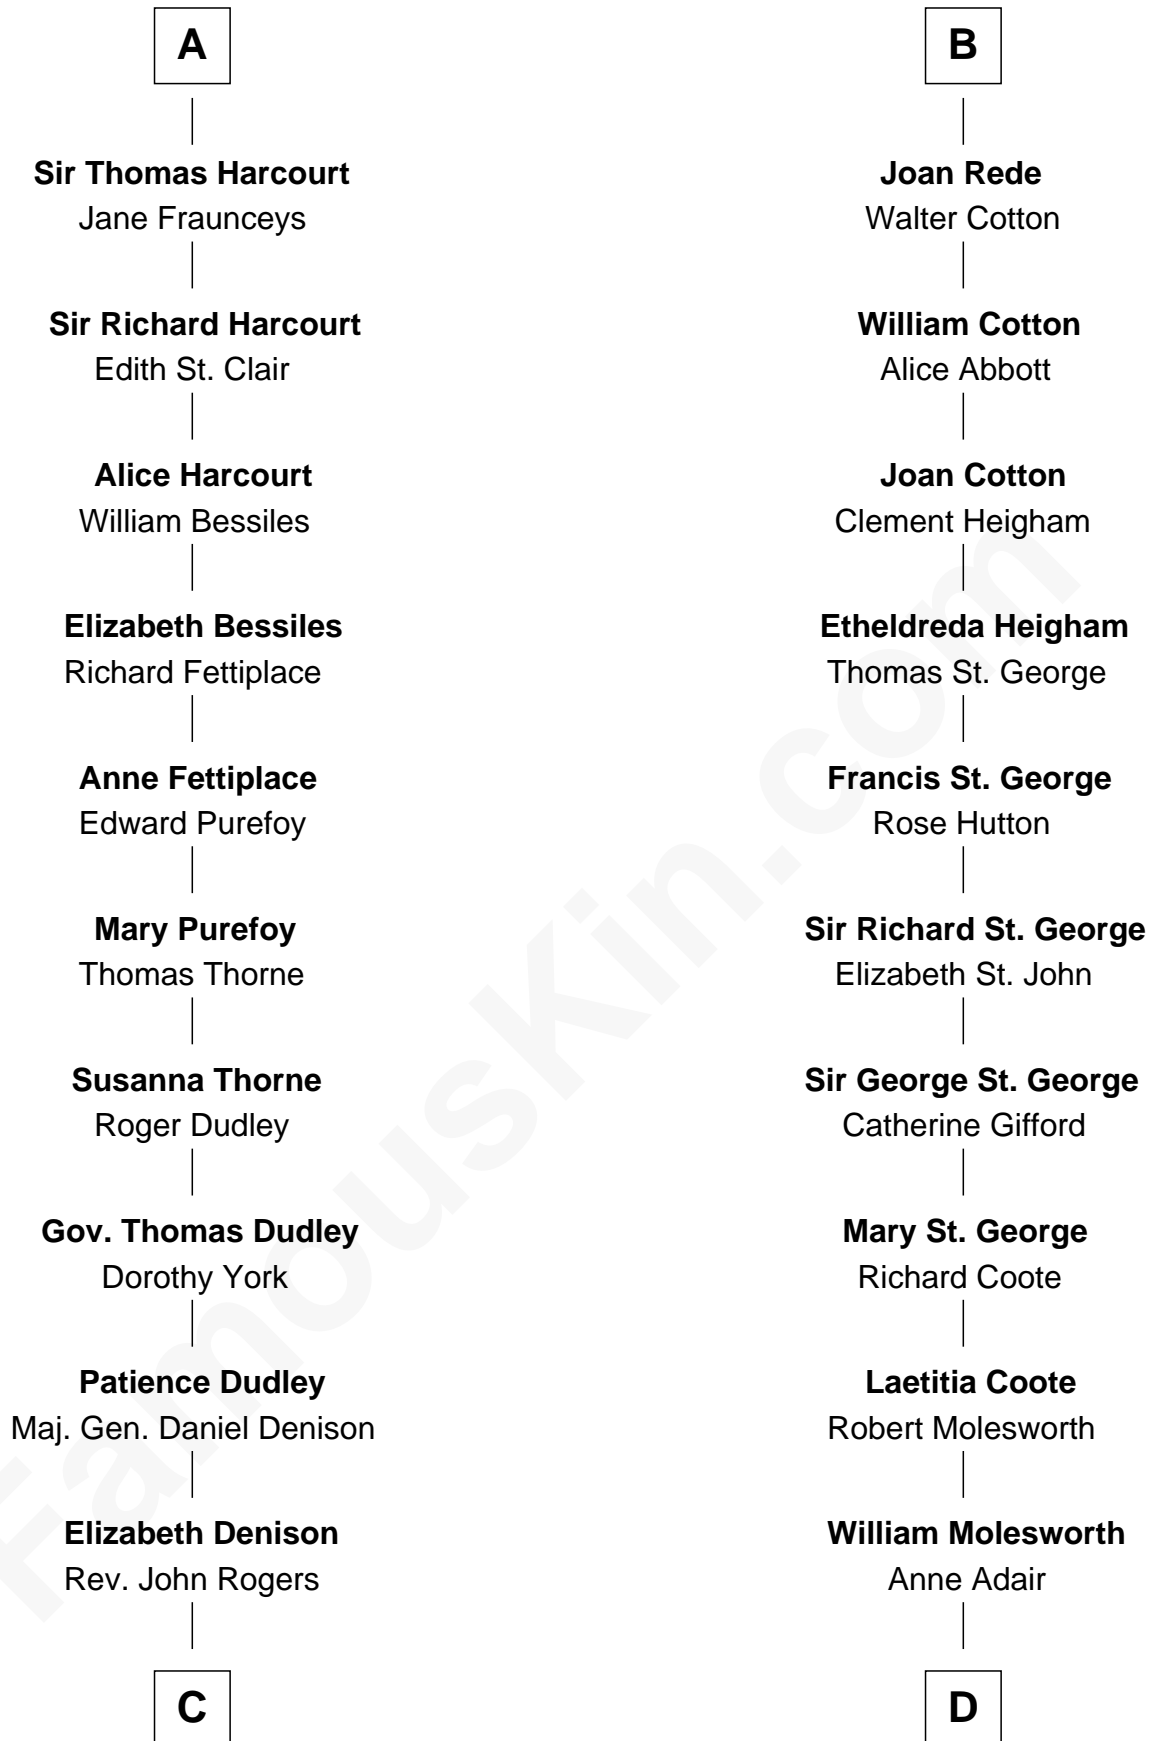 A
Sir Thomas Harcourt
Jane Fraunceys
Sir Richard Harcourt
Edith St. Clair
Alice Harcourt
William Bessiles
Elizabeth Bessiles
Richard Fettiplace
Anne Fettiplace
Edward Purefoy
Mary Purefoy
Thomas Thorne
Susanna Thorne
Roger Dudley
Gov. Thomas Dudley
Dorothy York
Patience Dudley
Maj. Gen. Daniel Denison
Elizabeth Denison
Rev. John Rogers
C
B
Joan Rede
Walter Cotton
William Cotton
Alice Abbott
Joan Cotton
Clement Heigham
Etheldreda Heigham
Thomas St. George
Francis St. George
Rose Hutton
Sir Richard St. George
Elizabeth St. John
Sir George St. George
Catherine Gifford
Mary St. George
Richard Coote
Laetitia Coote
Robert Molesworth
William Molesworth
Anne Adair
D
FamousKin.com